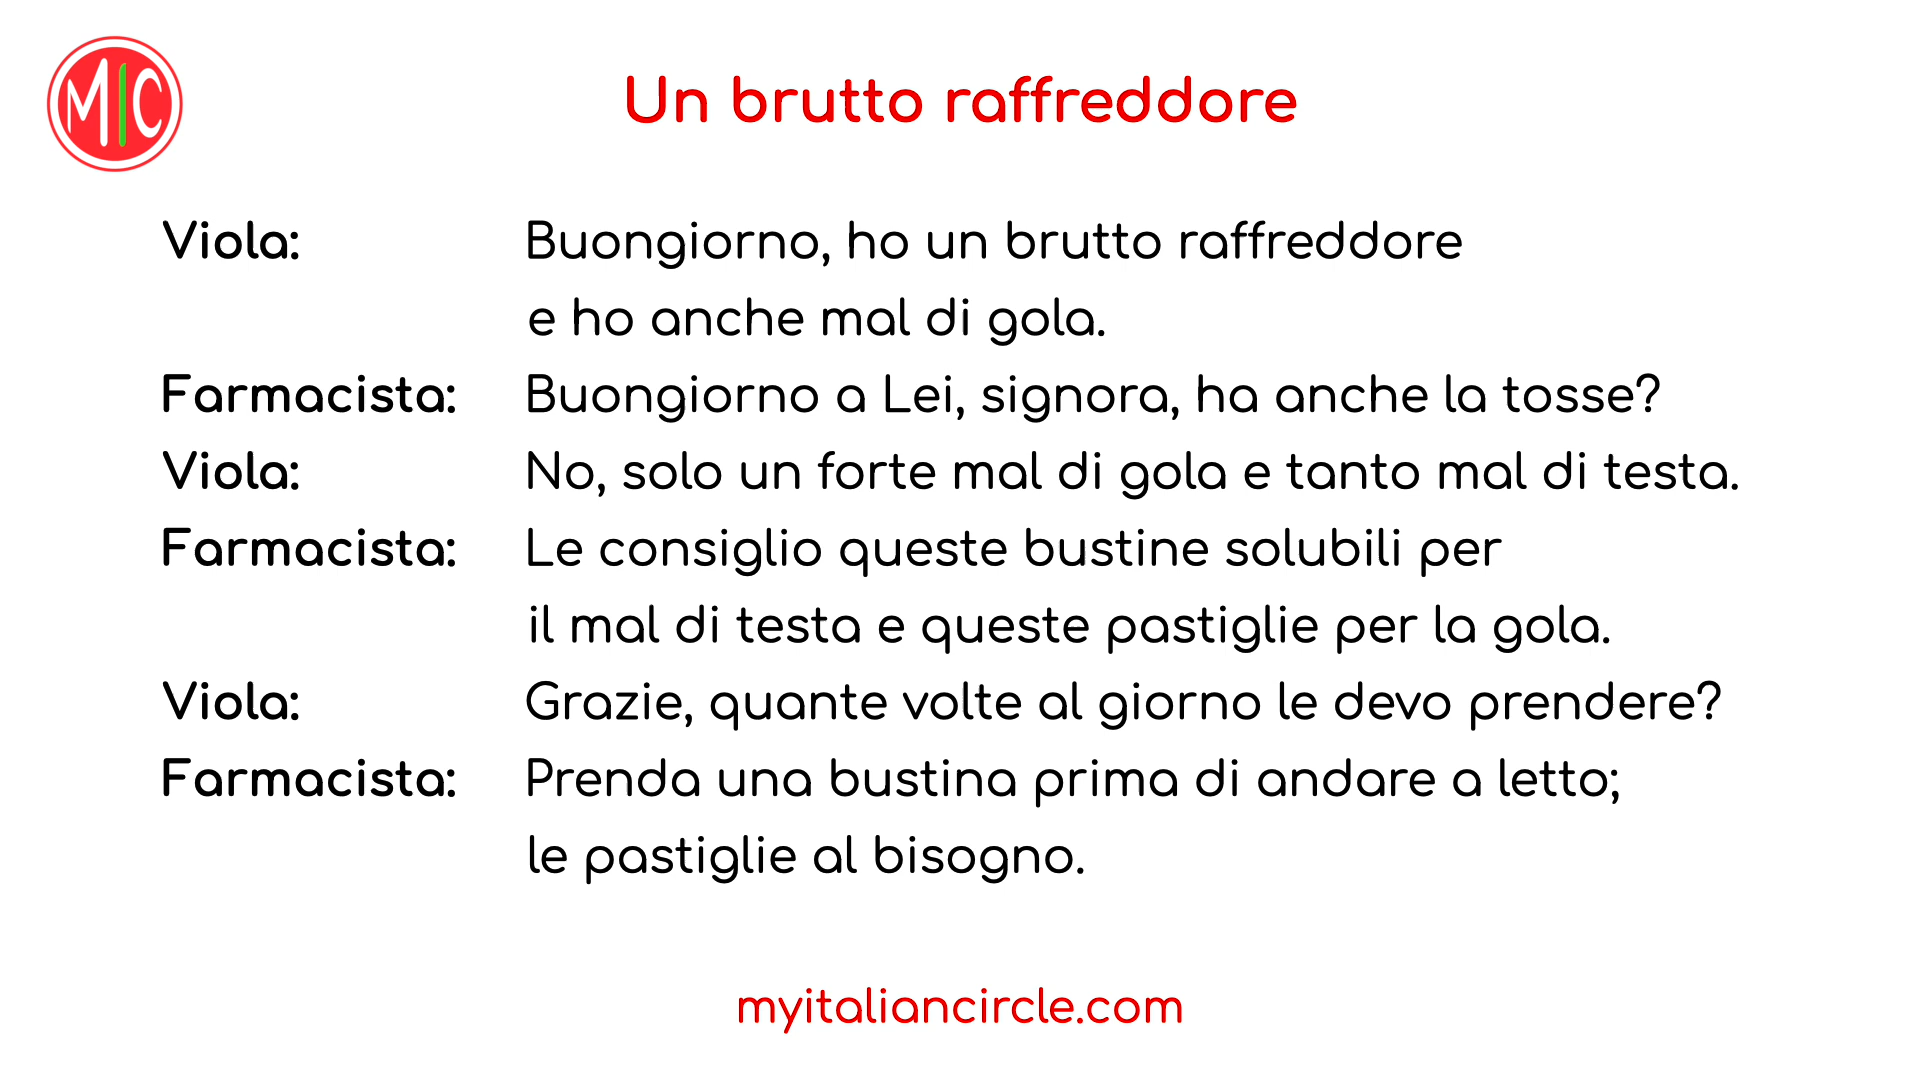 MIC
Un brutto raffreddore
Viola: Buongiorno, ho un brutto raffreddore
e ho anche mal di gola.
Farmacista: Buongiorno a Lei, signora, ha anche la tosse?
Viola: No, solo un forte mal di gola e tanto mal di testa.
Farmacista: Le consiglio queste bustine solubili per
il mal di testa e queste pastiglie per la gola.
Viola: Grazie, quante volte al giorno le devo prendere?
Farmacista: Prenda una bustina prima di andare a letto;
le pastiglie al bisogno.
myitaliancircle.com